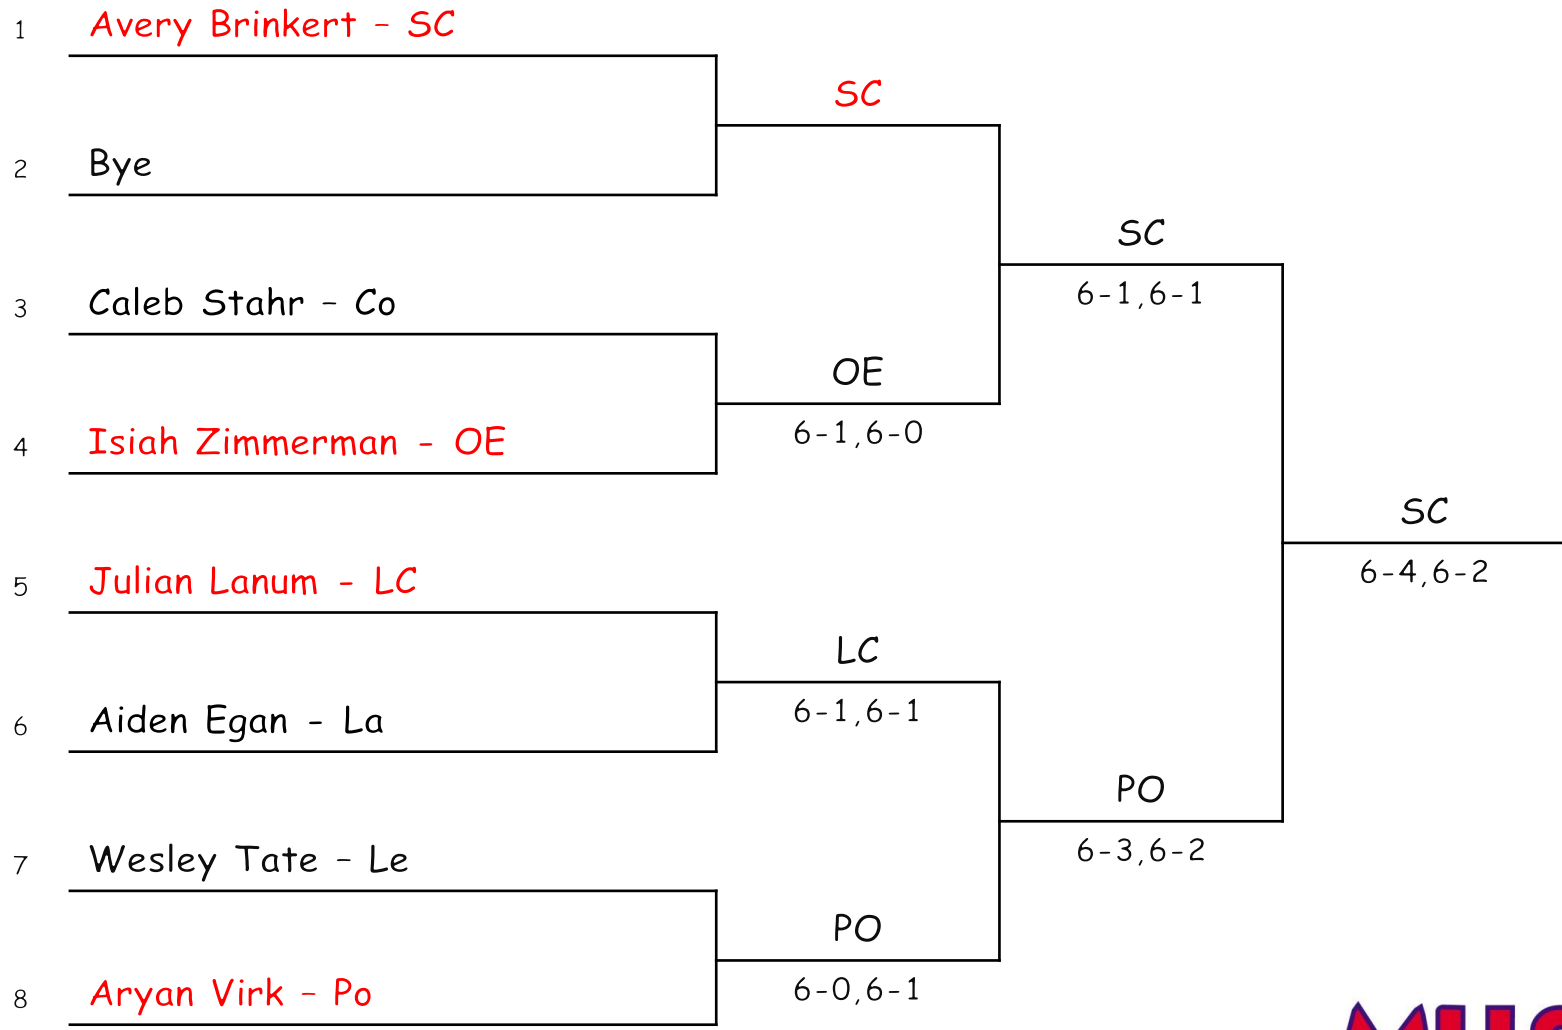 1 Avery Brinkert - SC
SC
2 Bye
SC
6-1,6-1
3 Caleb Stahr - Co
OE
6-1,6-0
4 Isiah Zimmerman - OE
SC
6-4,6-2
5 Julian Lanum - LC
LC
6-1,6-1
6 Aiden Egan - La
PO
6-3,6-2
7 Wesley Tate - Le
PO
6-0,6-1
8 Aryan Virk - Po